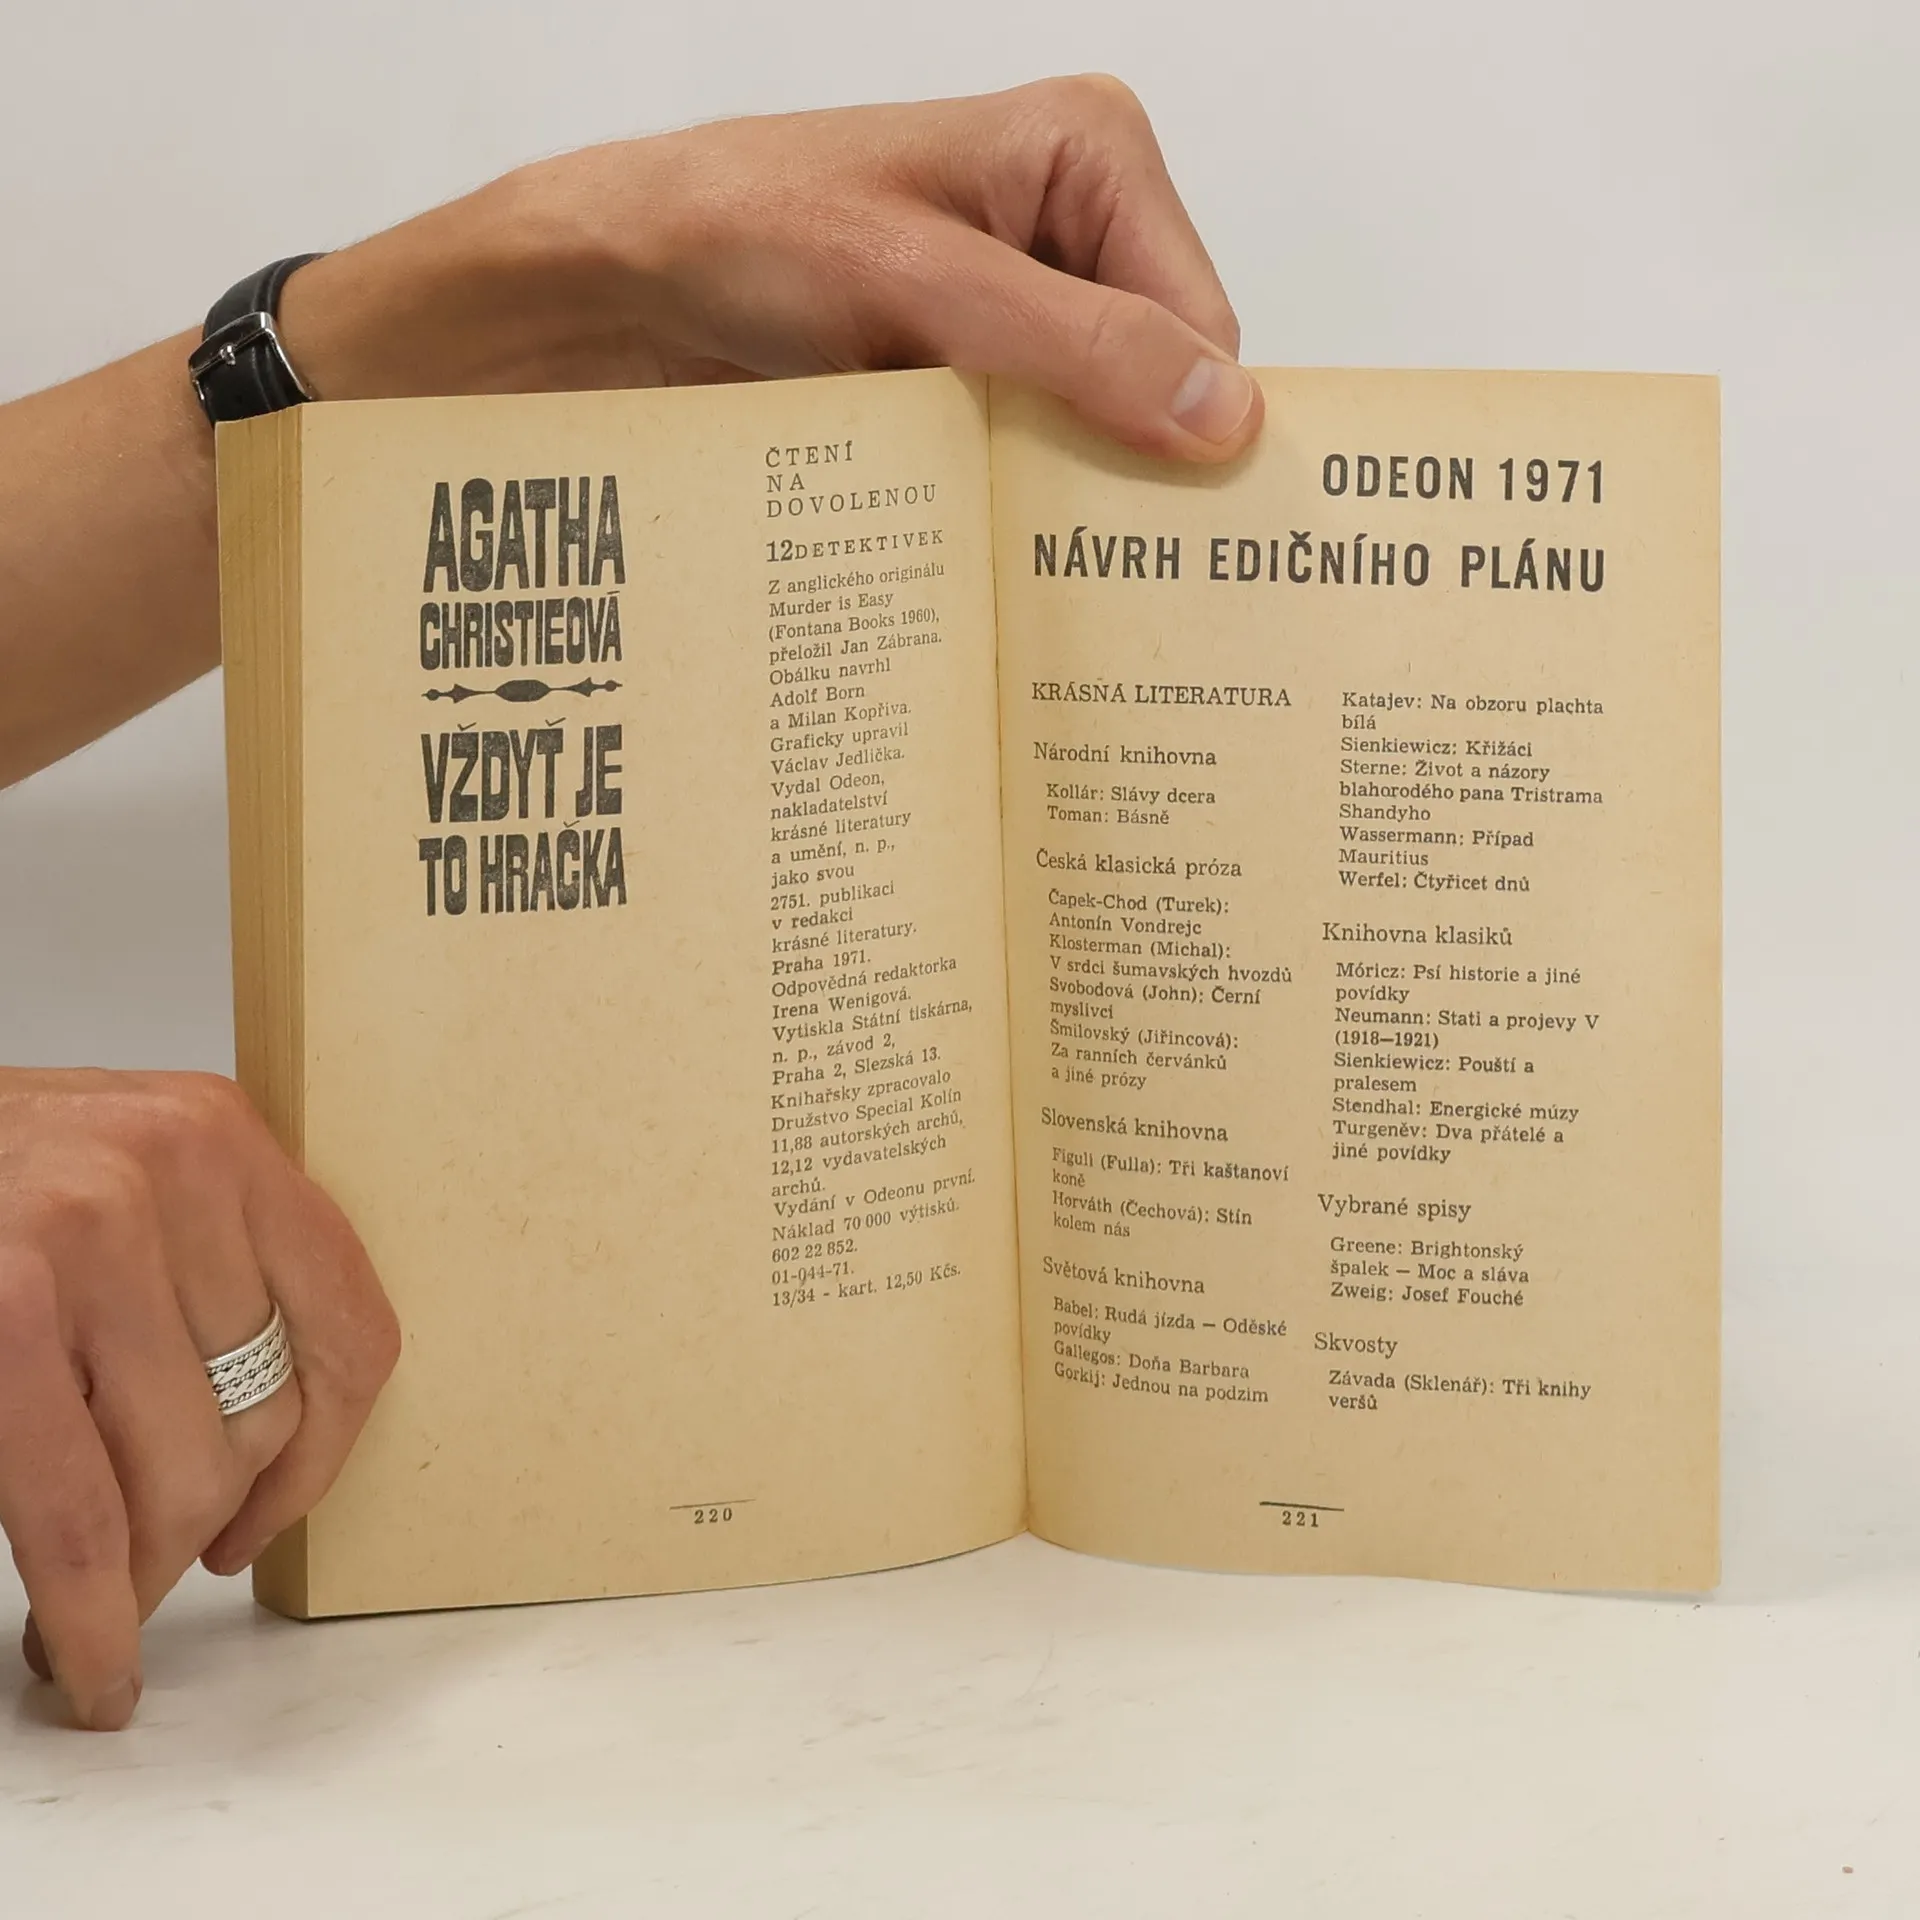 AGATHA
CHRISTIEOVÁ
VŽDYŤ JE
TO HRAČKA
ČTENÍ
NA
DOVOLENOU
12 DETEKTIVEK
Z anglického originálu
Murder is Easy
(Fontana Books 1960),
přeložil Jan Zábrana.
Obálku navrhl
Adolf Born
a Milan Kopřiva.
Graficky upravil
Václav Jedlička.
Vydal Odeon,
nakladatelství
krásné literatury
a umění, n. p.,
jako svou
2751. publikaci
v redakci
krásné literatury.
Praha 1971.
Odpovědná redaktorka
Irena Wenigová.
Vytiskla Státní tiskárna,
n. p., závod 2,
Praha 2, Slezská 13.
Knihařsky zpracovalo
Družstvo Special Kolín
11,88 autorských archů,
12,12 vydavatelských
archů.
Vydání v Odeonu první.
Náklad 70 000 výtisků.
602 22 852.
01-044-71.
13/34 - kart. 12,50 Kčs.
220
ODEON 1971
NÁVRH EDIČNÍHO PLÁNU
KRÁSNÁ LITERATURA
Národní knihovna
Kollár: Slávy dcera
Toman: Básně
Česká klasická próza
Čapek-Chod (Turek):
Antonín Vondrejc
Klosterman (Michal):
V srdci šumavských hvozdů
Svobodová (John): Černí
myslivci
Šmilovský (Jiřincová):
Za ranních červánků
a jiné prózy
Slovenská knihovna
Figuli (Fulla): Tři kaštanoví
koně
Horváth (Čechová): Stín
kolem nás
Světová knihovna
Babel: Rudá jízda — Oděské
povídky
Gallegos: Doňa Barbara
Gorkij: Jednou na podzim
Katajev: Na obzoru plachta
bílá
Sienkiewicz: Křižáci
Sterne: Život a názory
blahorodého pana Tristrama
Shandyho
Wassermann: Případ
Mauritius
Werfel: Čtyřicet dnů
Knihovna klasiků
Móricz: Psí historie a jiné
povídky
Neumann: Stati a projevy V
(1918—1921)
Sienkiewicz: Pouští a
pralesem
Stendhal: Energické múzy
Turgeněv: Dva přátelé a
jiné povídky
Vybrané spisy
Greene: Brightonský
špalek — Moc a sláva
Zweig: Josef Fouché
Skvosty
Závada (Sklenář): Tři knihy
veršů
221